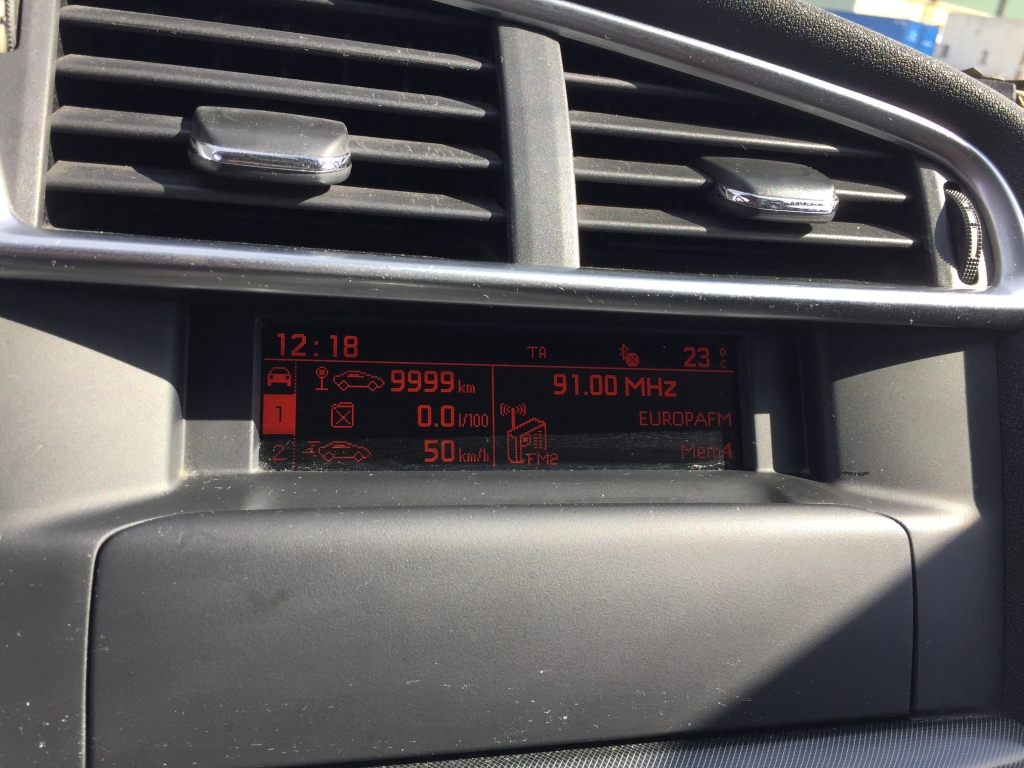 12:18 TA 23 °C
9999 km
1 0.0 l/100
2 50 km/h
91.00 MHz
EUROPAFM
FM2 Mem4